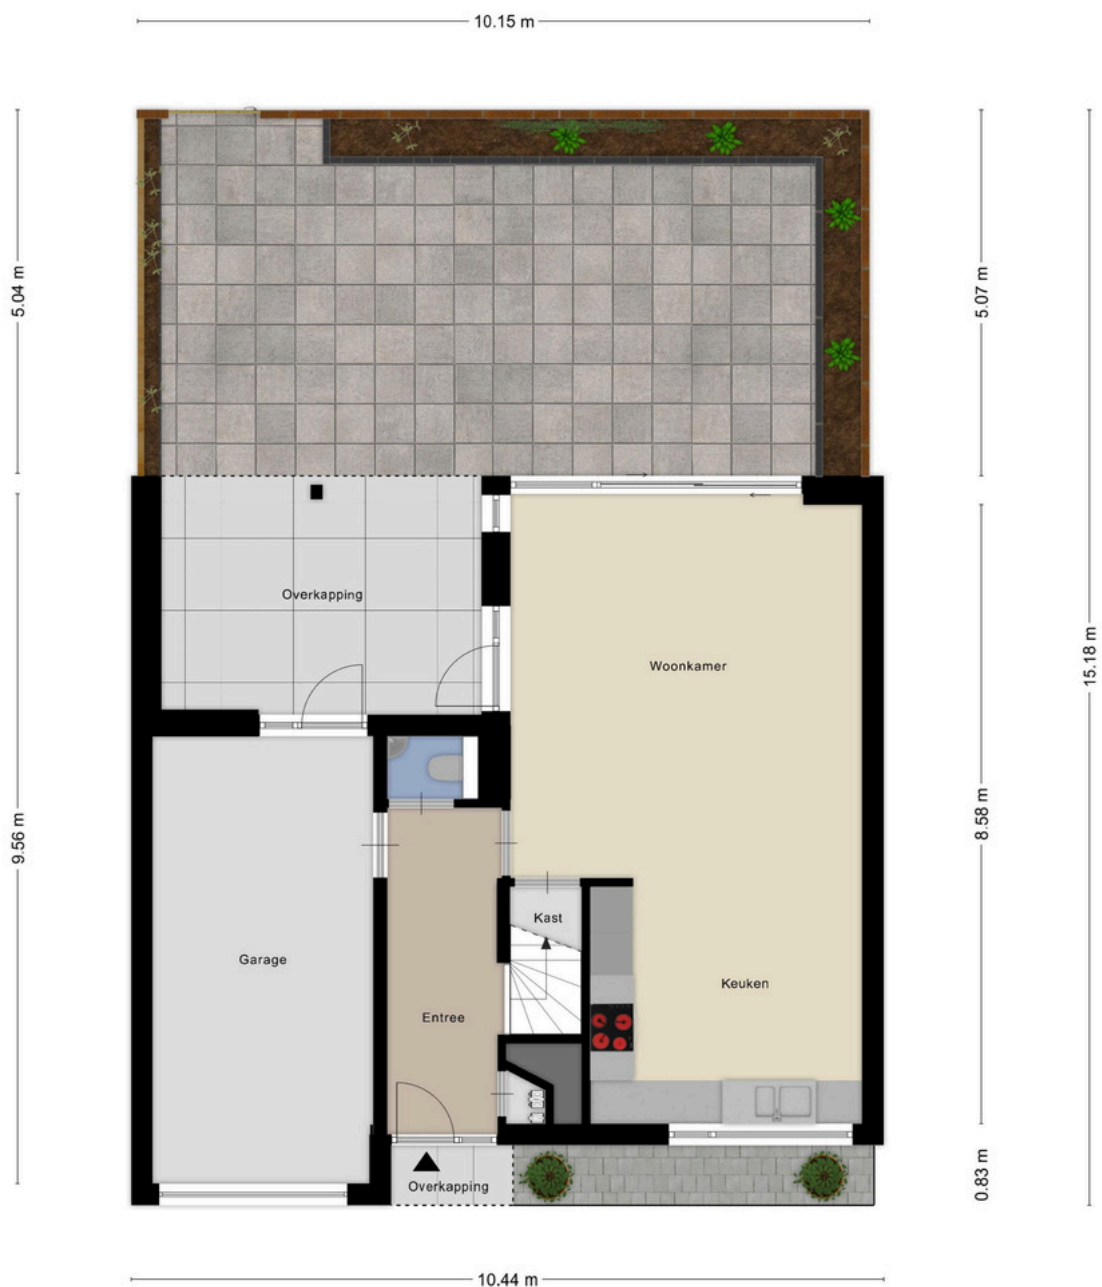 10.15 m
5.04 m
5.07 m
Overkapping
Woonkamer
15.18 m
9.56 m
8.58 m
Kast
Garage
Keuken
Entree
0.83 m
Overkapping
10.44 m